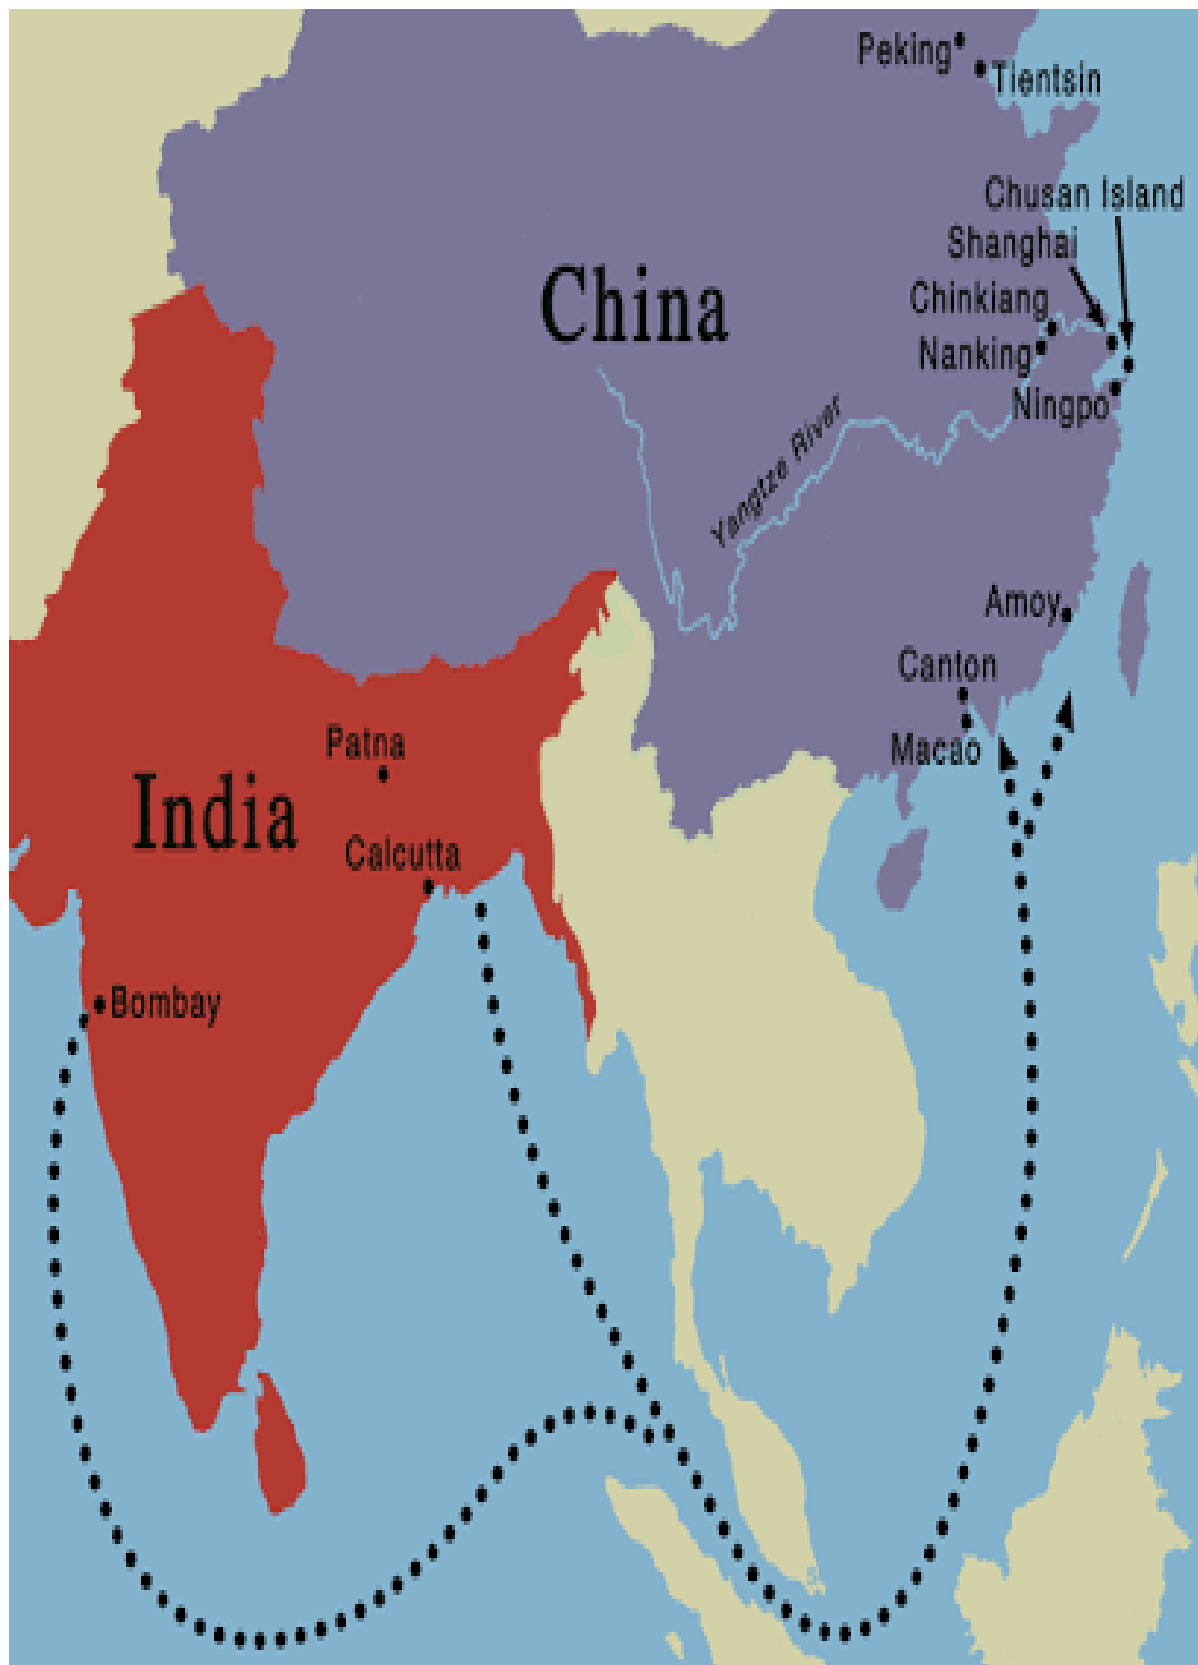 Peking
Tientsin
Chusan Island
Shanghai
China
Chinkiang
Nanking
Ningpo
Yangtze River
Amoy
Canton
Patna
Macao
India
Calcutta
Bombay